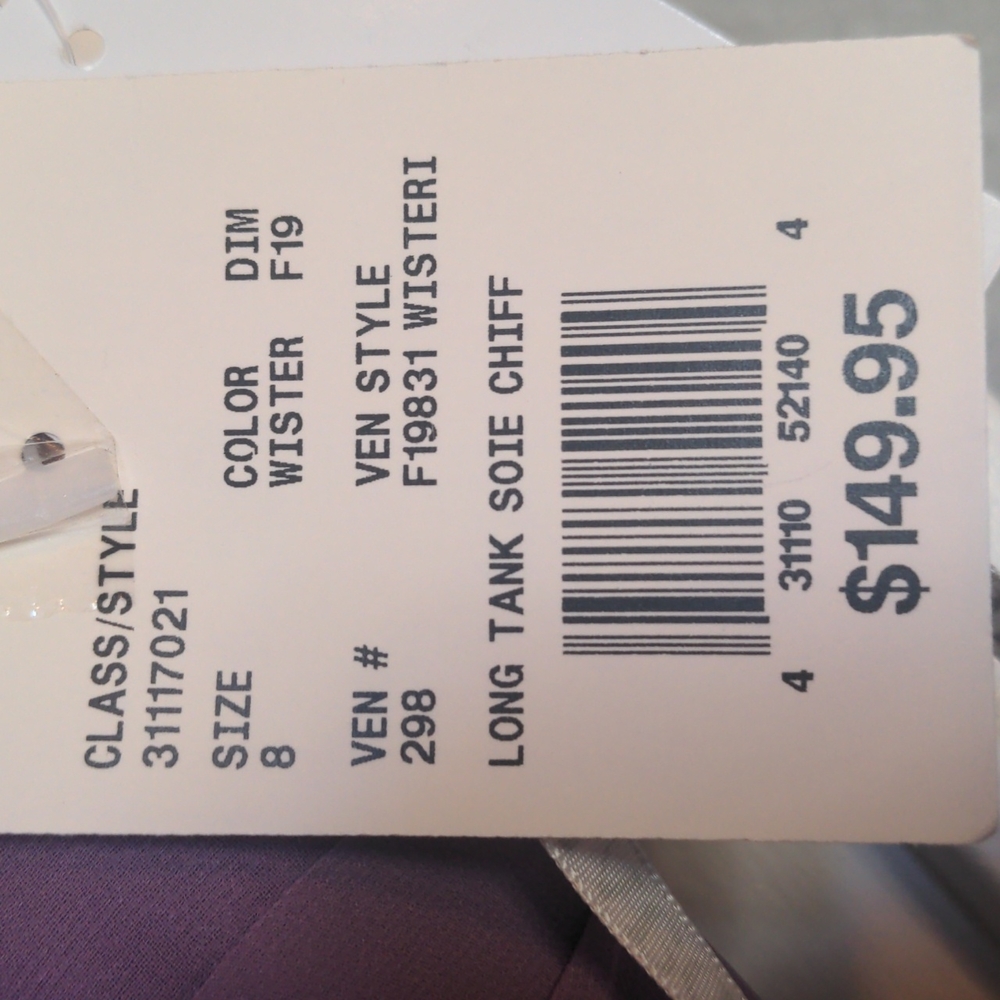 CLASS/STYLE
31117021
SIZE COLOR DIM
8 WISTER F19
VEN # VEN STYLE
298 F19831 WISTERI
LONG TANK SOIE CHIFF
4 31110 52140 4
$149.95